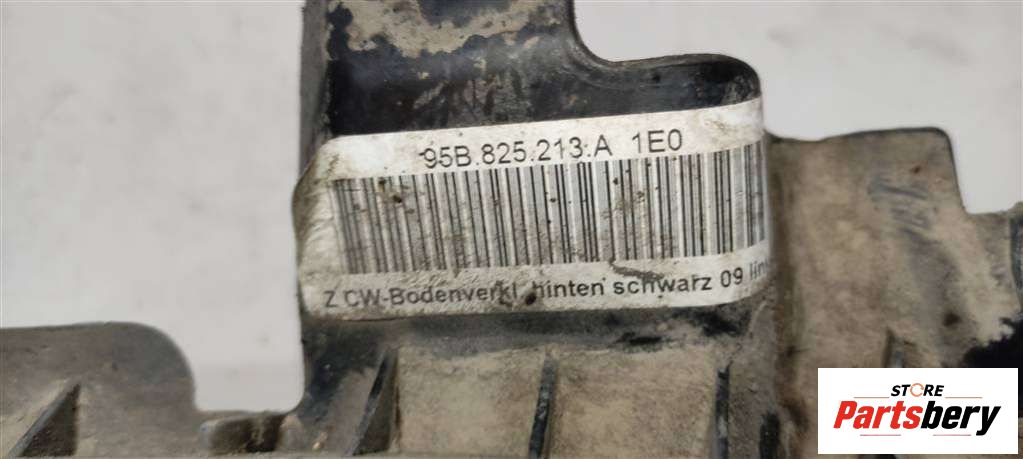 95B.825.213.A 1E0
Z CW-Bodenverkl. hinten schwarz 09
STORE
Partsbery